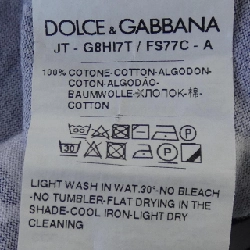 DOLCE & GABBANA
JT - G8HI7T / FS77C - A
100% COTONE-COTTON-ALGODON-
COTON-ALGODÃO-
BAUMWOLLE-ХЛОПОК-棉-
COTTON
LIGHT WASH IN WAT.30°-NO BLEACH
-NO TUMBLER-FLAT DRYING IN THE
SHADE-COOL IRON-LIGHT DRY
CLEANING